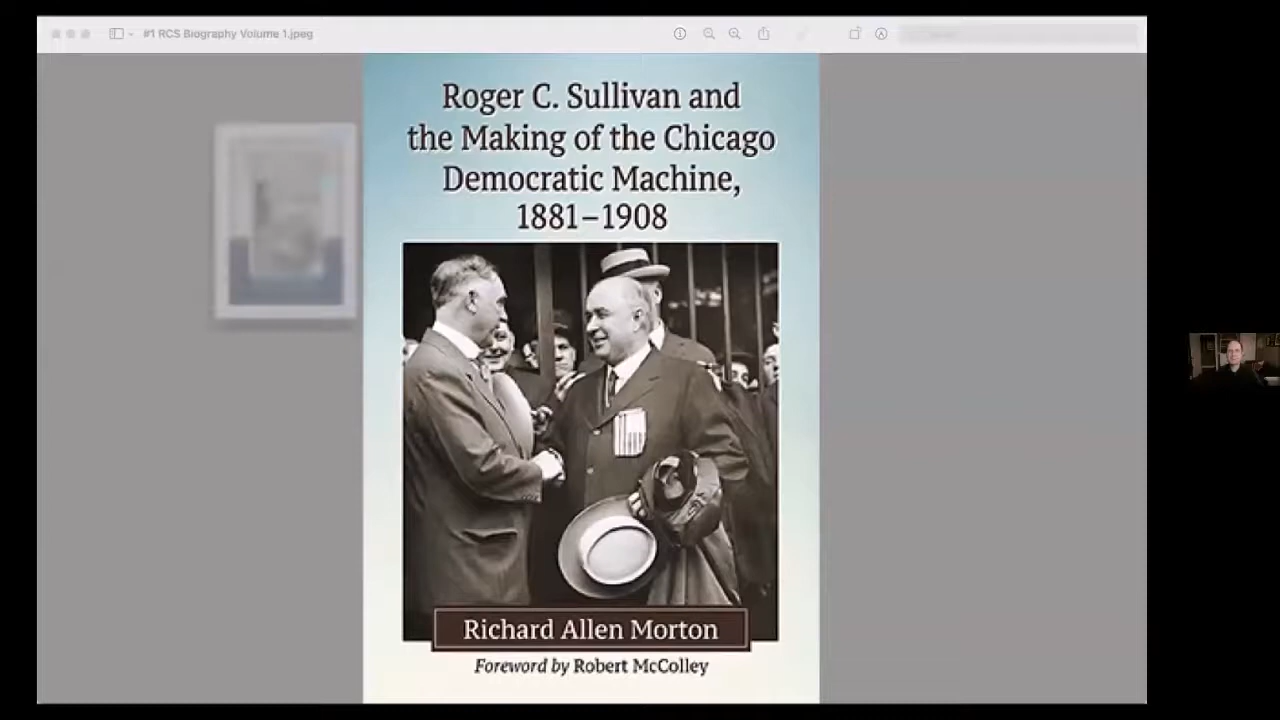 #1 RCS Biography Volume 1.jpeg
Roger C. Sullivan and
the Making of the Chicago
Democratic Machine,
1881–1908
Richard Allen Morton
Foreword by Robert McColley